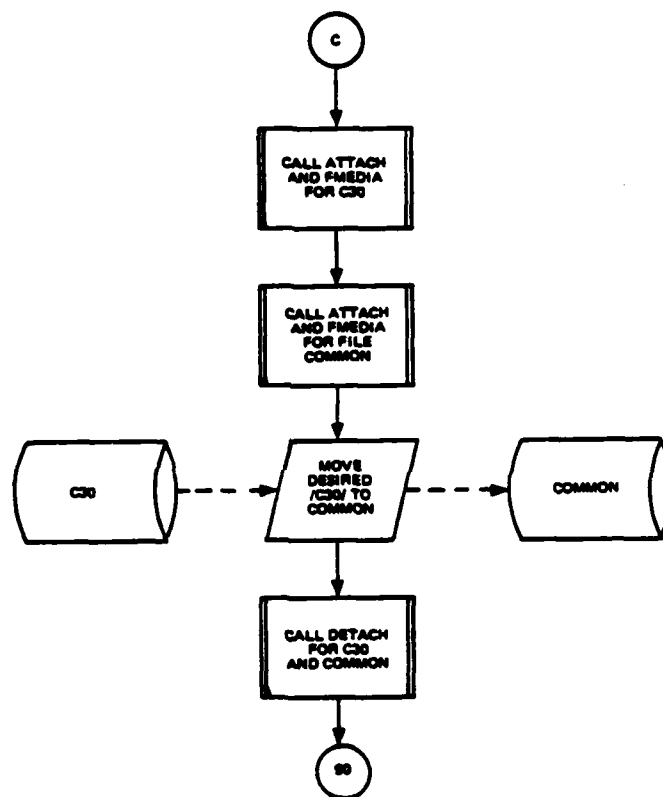 C
CALL ATTACH
AND FMEDIA
FOR C30
CALL ATTACH
AND FMEDIA
FOR FILE
COMMON
C30
MOVE
DESIRED
/C30/ TO
COMMON
COMMON
CALL DETACH
FOR C30
AND COMMON